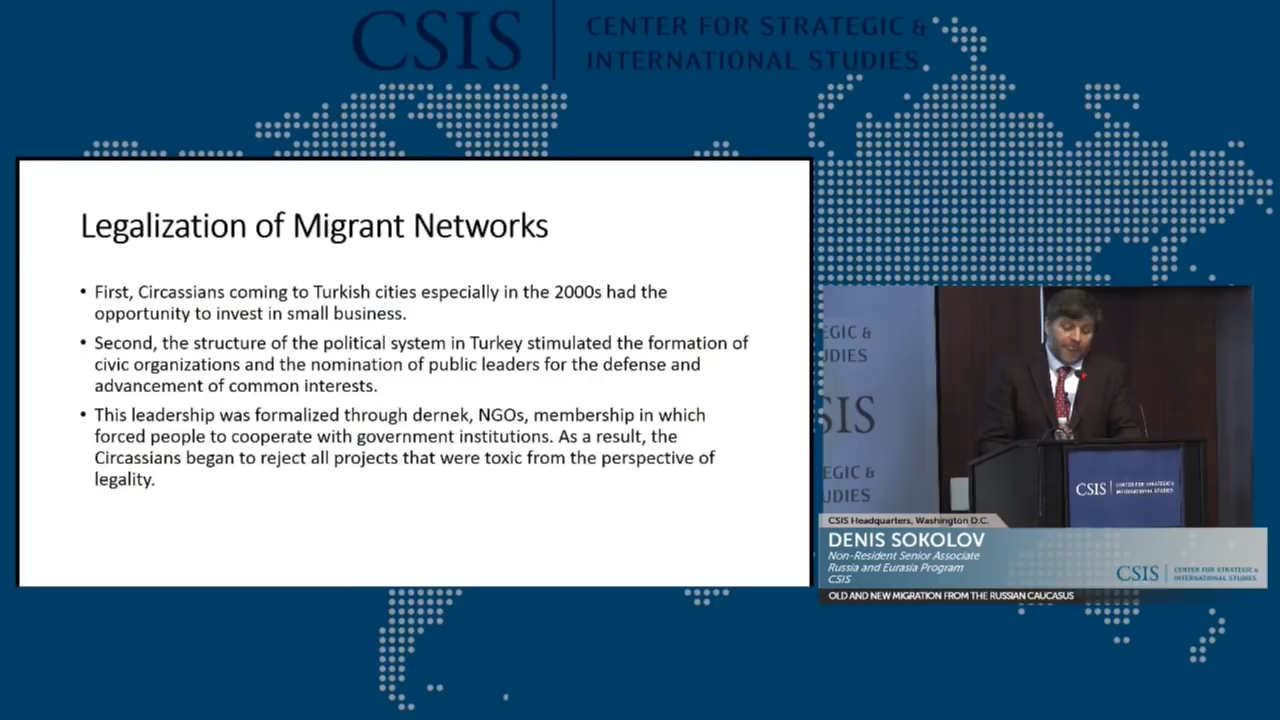 CSIS
CENTER FOR STRATEGIC &
INTERNATIONAL STUDIES
Legalization of Migrant Networks
• First, Circassians coming to Turkish cities especially in the 2000s had the
opportunity to invest in small business.
• Second, the structure of the political system in Turkey stimulated the formation of
civic organizations and the nomination of public leaders for the defense and
advancement of common interests.
• This leadership was formalized through dernek, NGOs, membership in which
forced people to cooperate with government institutions. As a result, the
Circassians began to reject all projects that were toxic from the perspective of
legality.
EGIC &
UDIES
SIS
EGIC &
UDIES
CSIS
CENTER FOR STRATEGIC &
INTERNATIONAL STUDIES
CSIS Headquarters, Washington D.C.
DENIS SOKOLOV
Non-Resident Senior Associate
Russia and Eurasia Program
CSIS
CSIS
CENTER FOR STRATEGIC &
INTERNATIONAL STUDIES
OLD AND NEW MIGRATION FROM THE RUSSIAN CAUCASUS